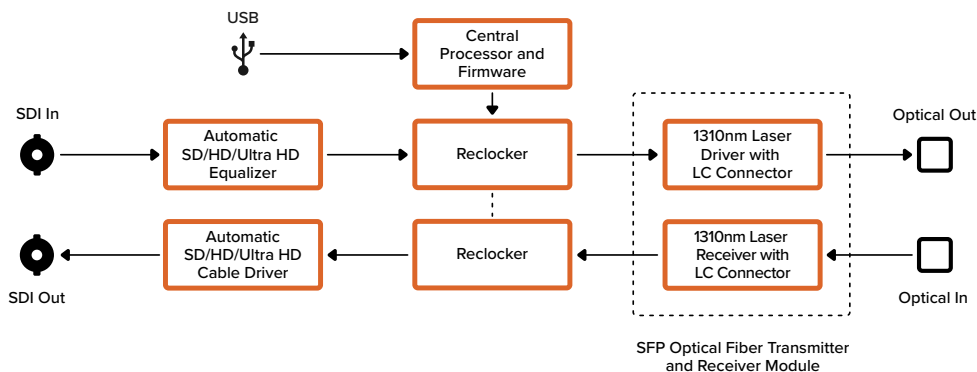 USB
Central
Processor and
Firmware
SDI In
Automatic
SD/HD/Ultra HD
Equalizer
Reclocker
1310nm Laser
Driver with
LC Connector
Optical Out
SDI Out
Automatic
SD/HD/Ultra HD
Cable Driver
Reclocker
1310nm Laser
Receiver with
LC Connector
Optical In
SFP Optical Fiber Transmitter
and Receiver Module